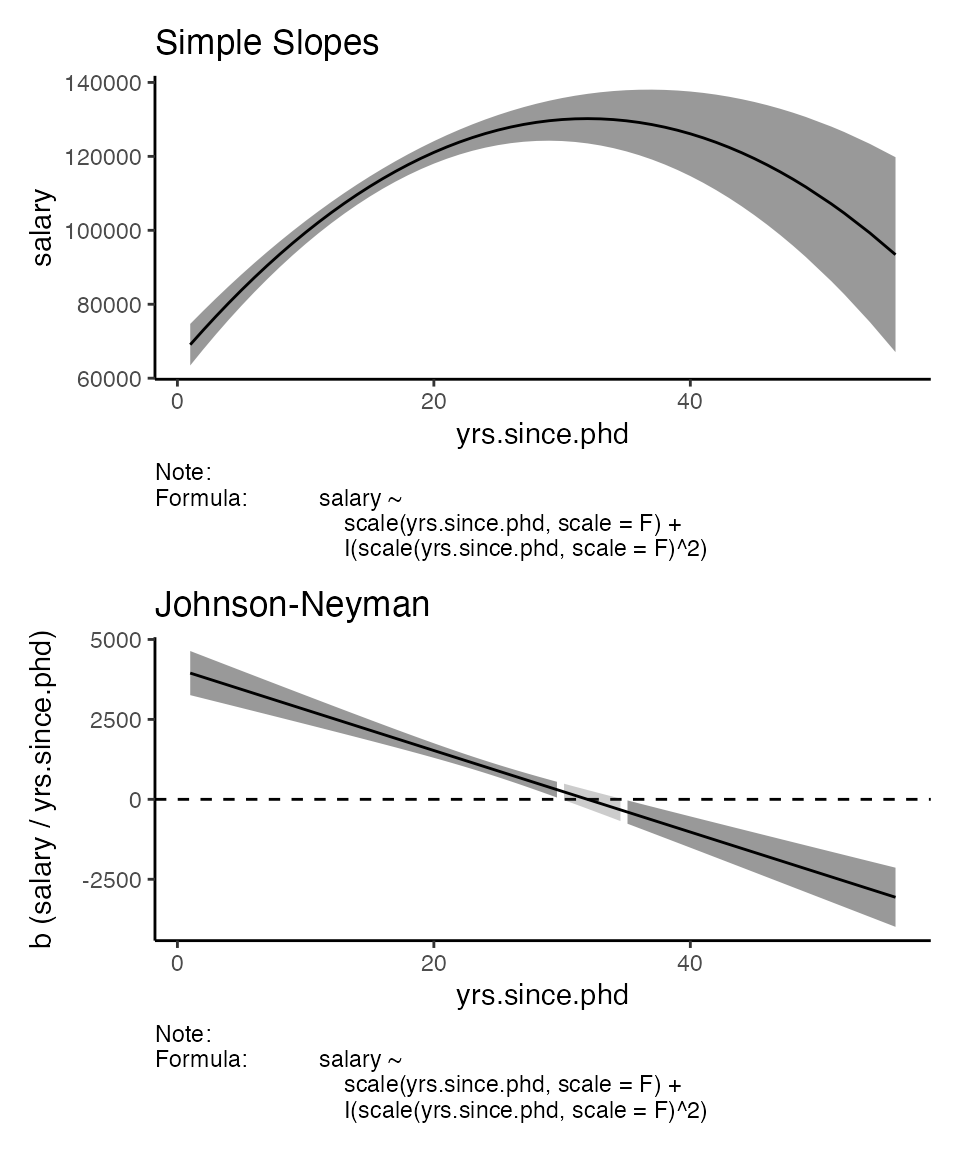 Simple Slopes
140000
120000
100000
80000
60000
salary
0 20 40
yrs.since.phd
Note:
Formula: salary ~
scale(yrs.since.phd, scale = F) +
I(scale(yrs.since.phd, scale = F)^2)
Johnson-Neyman
5000
2500
0
-2500
b (salary / yrs.since.phd)
0 20 40
yrs.since.phd
Note:
Formula: salary ~
scale(yrs.since.phd, scale = F) +
I(scale(yrs.since.phd, scale = F)^2)